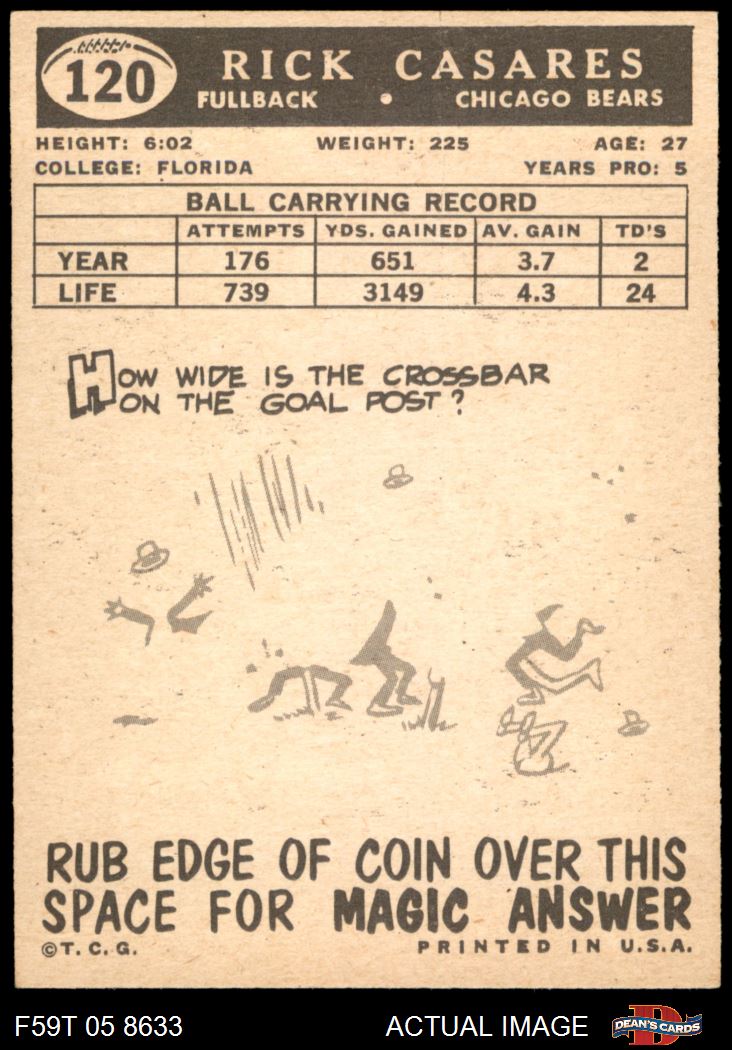 120
RICK CASARES
FULLBACK • CHICAGO BEARS
HEIGHT: 6:02 WEIGHT: 225 AGE: 27
COLLEGE: FLORIDA YEARS PRO: 5
BALL CARRYING RECORD
ATTEMPTS YDS. GAINED AV. GAIN TD'S
YEAR 176 651 3.7 2
LIFE 739 3149 4.3 24
HOW WIDE IS THE CROSSBAR
ON THE GOAL POST?
RUB EDGE OF COIN OVER THIS
SPACE FOR MAGIC ANSWER
©T. C. G. PRINTED IN U.S.A.
F59T 05 8633 ACTUAL IMAGE DEAN'S CARDS